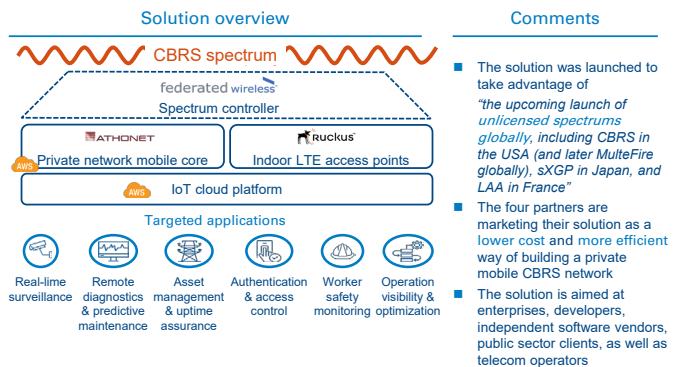 Solution overview
CBRS spectrum
federated wireless
Spectrum controller
ATHONET
AWS
Private network mobile core
Ruckus
Indoor LTE access points
AWS
IoT cloud platform
Targeted applications
Real-lime
surveillance
Remote
diagnostics
& predictive
maintenance
Asset
management
& uptime
assurance
Authentication
& access
control
Worker
safety
monitoring
Operation
visibility &
optimization
Comments
■ The solution was launched to
take advantage of
“the upcoming launch of
unlicensed spectrums
globally, including CBRS in
the USA (and later MulteFire
globally), sXGP in Japan, and
LAA in France”
■ The four partners are
marketing their solution as a
lower cost and more efficient
way of building a private
mobile CBRS network
■ The solution is aimed at
enterprises, developers,
independent software vendors,
public sector clients, as well as
telecom operators